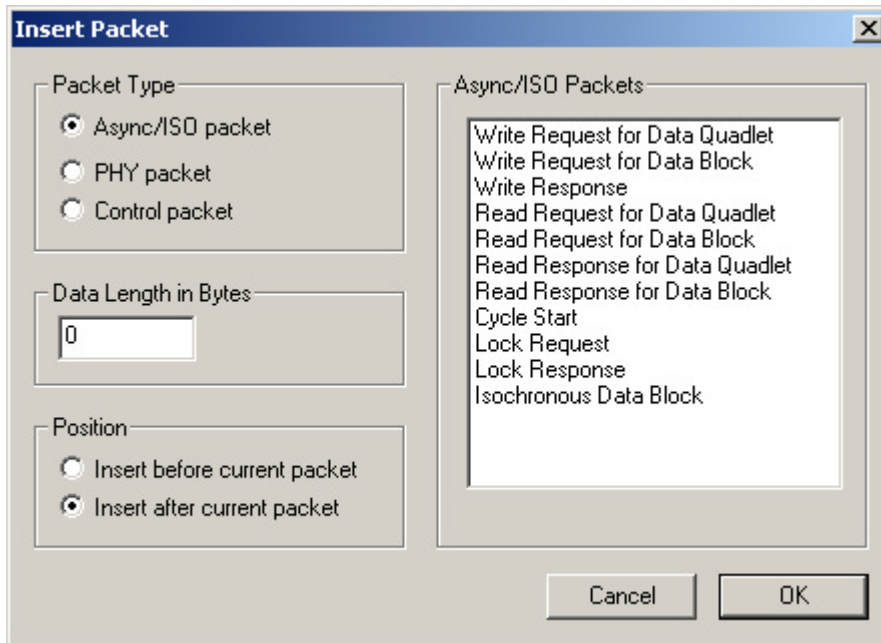 Insert Packet
Packet Type
Async/ISO packet
PHY packet
Control packet
Data Length in Bytes
0
Position
Insert before current packet
Insert after current packet
Async/ISO Packets
Write Request for Data Quadlet
Write Request for Data Block
Write Response
Read Request for Data Quadlet
Read Request for Data Block
Read Response for Data Quadlet
Read Response for Data Block
Cycle Start
Lock Request
Lock Response
Isochronous Data Block
Cancel
OK